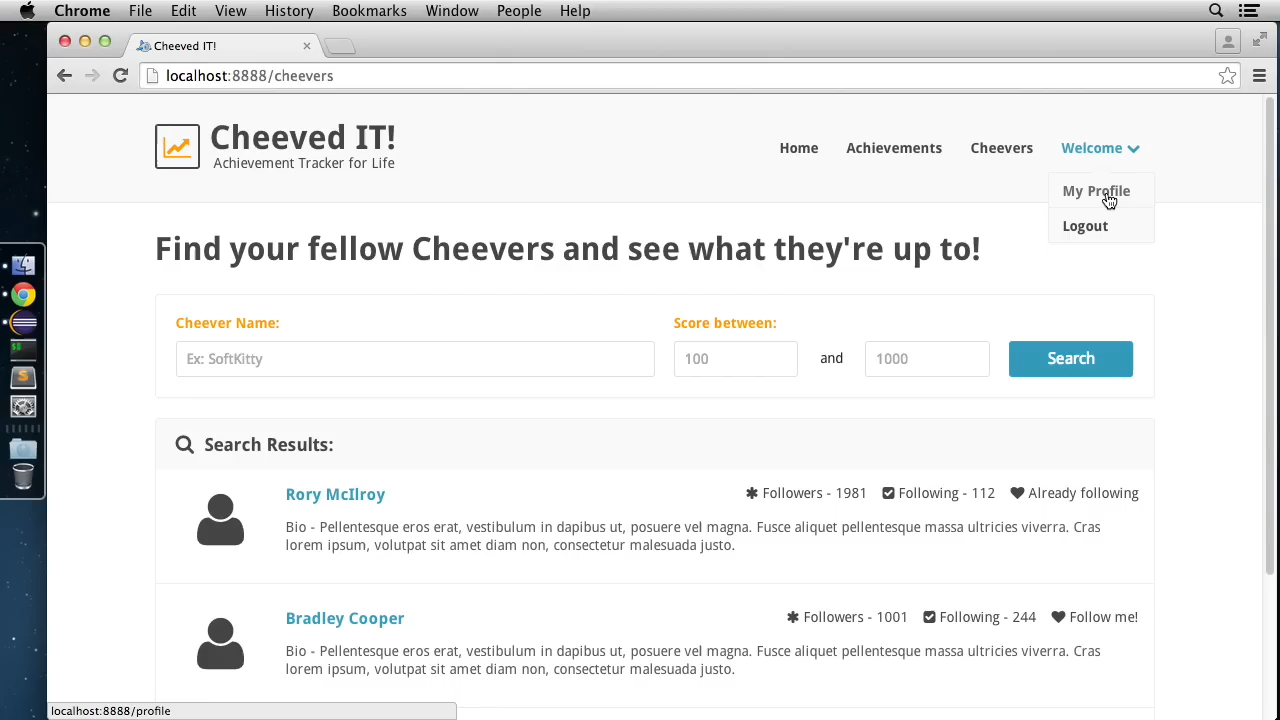 Chrome File Edit View History Bookmarks Window People Help
Cheeved IT!
localhost:8888/cheevers
Cheeved IT!
Achievement Tracker for Life
Home Achievements Cheevers Welcome
My Profile
Logout
Find your fellow Cheevers and see what they're up to!
Cheever Name: Score between:
Ex: SoftKitty 100 and 1000 Search
Search Results:
Rory McIlroy Followers - 1981 Following - 112 Already following
Bio - Pellentesque eros erat, vestibulum in dapibus ut, posuere vel magna. Fusce aliquet pellentesque massa ultricies viverra. Cras
lorem ipsum, volutpat sit amet diam non, consectetur malesuada justo.
Bradley Cooper Followers - 1001 Following - 244 Follow me!
Bio - Pellentesque eros erat, vestibulum in dapibus ut, posuere vel magna. Fusce aliquet pellentesque massa ultricies viverra. Cras
lorem ipsum, volutpat sit amet diam non, consectetur malesuada justo.
localhost:8888/profile